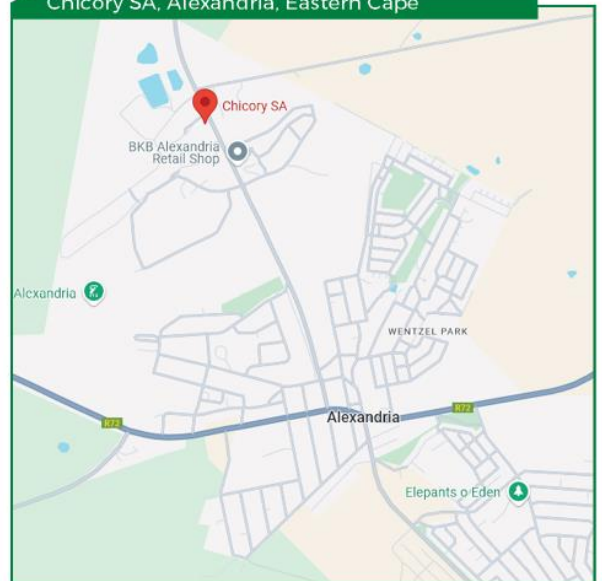 Chicory SA, Alexandria, Eastern Cape
Chicory SA
BKB Alexandria
Retail Shop
Alexandria
WENTZEL PARK
R72
Alexandria
R72
Elepants o Eden